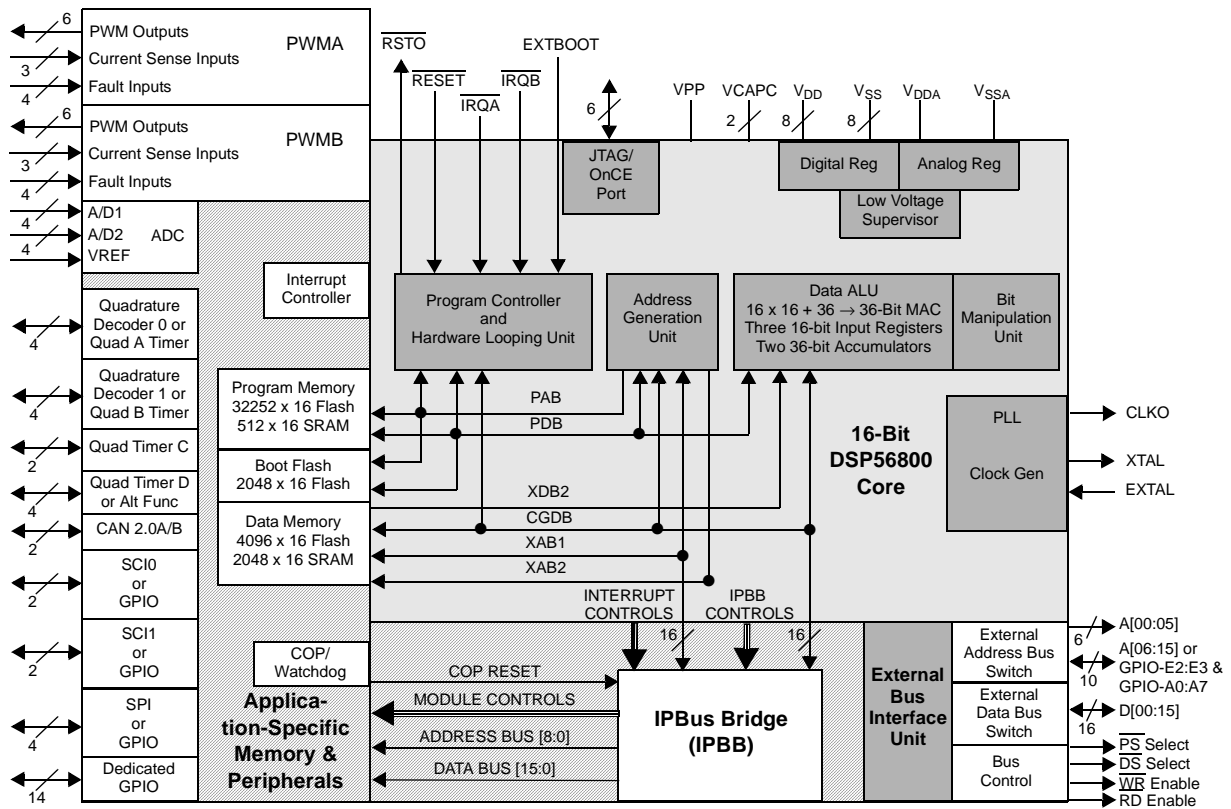 6
PWM Outputs
3
Current Sense Inputs
4
Fault Inputs
PWMA
6
PWM Outputs
3
Current Sense Inputs
4
Fault Inputs
PWMB
4
A/D1
4
A/D2
VREF
ADC
Interrupt
Controller
4
Quadrature
Decoder 0 or
Quad A Timer
4
Quadrature
Decoder 1 or
Quad B Timer
2
Quad Timer C
4
Quad Timer D
or Alt Func
2
CAN 2.0A/B
2
SCI0
or
GPIO
2
SCI1
or
GPIO
4
SPI
or
GPIO
14
Dedicated
GPIO
Program Memory
32252 x 16 Flash
512 x 16 SRAM
Boot Flash
2048 x 16 Flash
Data Memory
4096 x 16 Flash
2048 x 16 SRAM
COP/
Watchdog
Applica-
tion-Specific
Memory &
Peripherals
RSTO
RESET
IRQA
IRQB
EXTBOOT
6
JTAG/
OnCE
Port
VPP
VCAPC
2
VDD
8
VSS
8
VDDA
VSSA
Digital Reg
Analog Reg
Low Voltage
Supervisor
Program Controller
and
Hardware Looping Unit
Address
Generation
Unit
Data ALU
16 x 16 + 36 → 36-Bit MAC
Three 16-bit Input Registers
Two 36-bit Accumulators
Bit
Manipulation
Unit
PAB
PDB
XDB2
CGDB
XAB1
XAB2
16-Bit
DSP56800
Core
PLL
Clock Gen
CLKO
XTAL
EXTAL
INTERRUPT
CONTROLS
16
IPBB
CONTROLS
16
COP RESET
MODULE CONTROLS
ADDRESS BUS [8:0]
DATA BUS [15:0]
IPBus Bridge
(IPBB)
External
Bus
Interface
Unit
External
Address Bus
Switch
External
Data Bus
Switch
Bus
Control
6
A[00:05]
10
A[06:15] or
GPIO-E2:E3 &
GPIO-A0:A7
16
D[00:15]
PS Select
DS Select
WR Enable
RD Enable